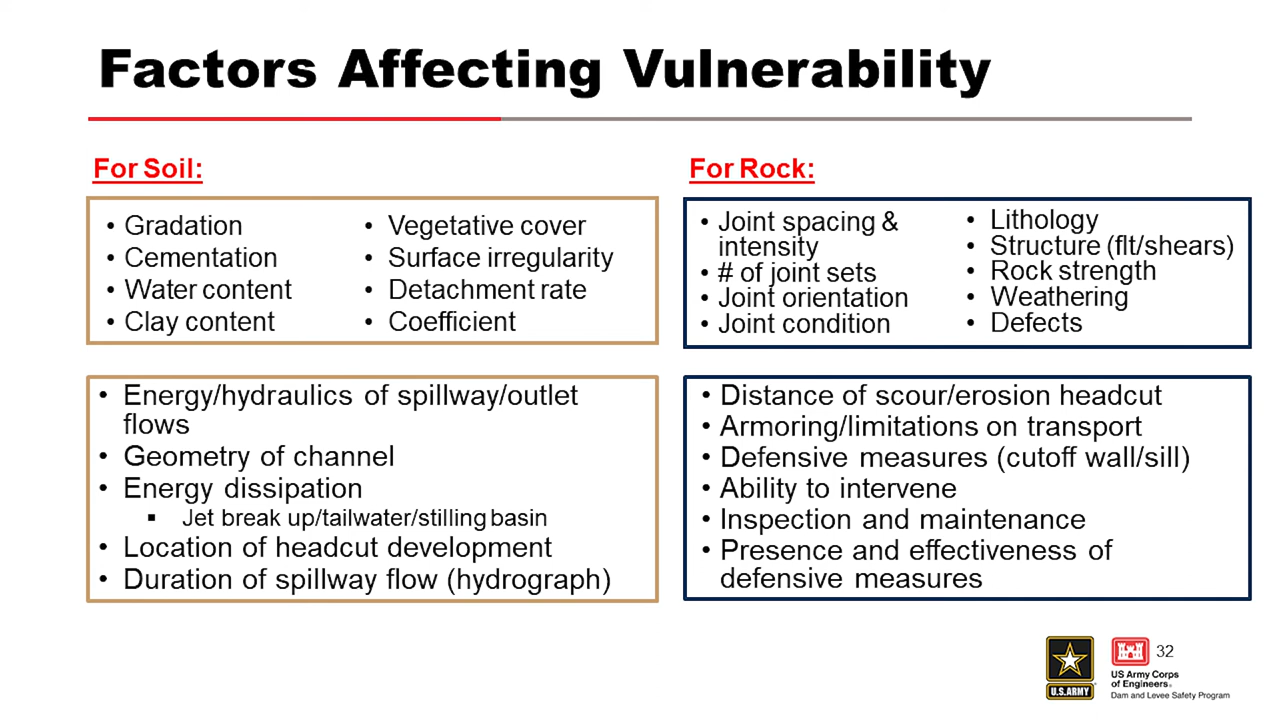 Factors Affecting Vulnerability
For Soil:
• Gradation
• Cementation
• Water content
• Clay content
• Vegetative cover
• Surface irregularity
• Detachment rate
• Coefficient
• Energy/hydraulics of spillway/outlet
flows
• Geometry of channel
• Energy dissipation
▪ Jet break up/tailwater/stilling basin
• Location of headcut development
• Duration of spillway flow (hydrograph)
For Rock:
• Joint spacing &
intensity
• # of joint sets
• Joint orientation
• Joint condition
• Lithology
• Structure (flt/shears)
• Rock strength
• Weathering
• Defects
• Distance of scour/erosion headcut
• Armoring/limitations on transport
• Defensive measures (cutoff wall/sill)
• Ability to intervene
• Inspection and maintenance
• Presence and effectiveness of
defensive measures
U.S. ARMY
32
US Army Corps
of Engineers®
Dam and Levee Safety Program